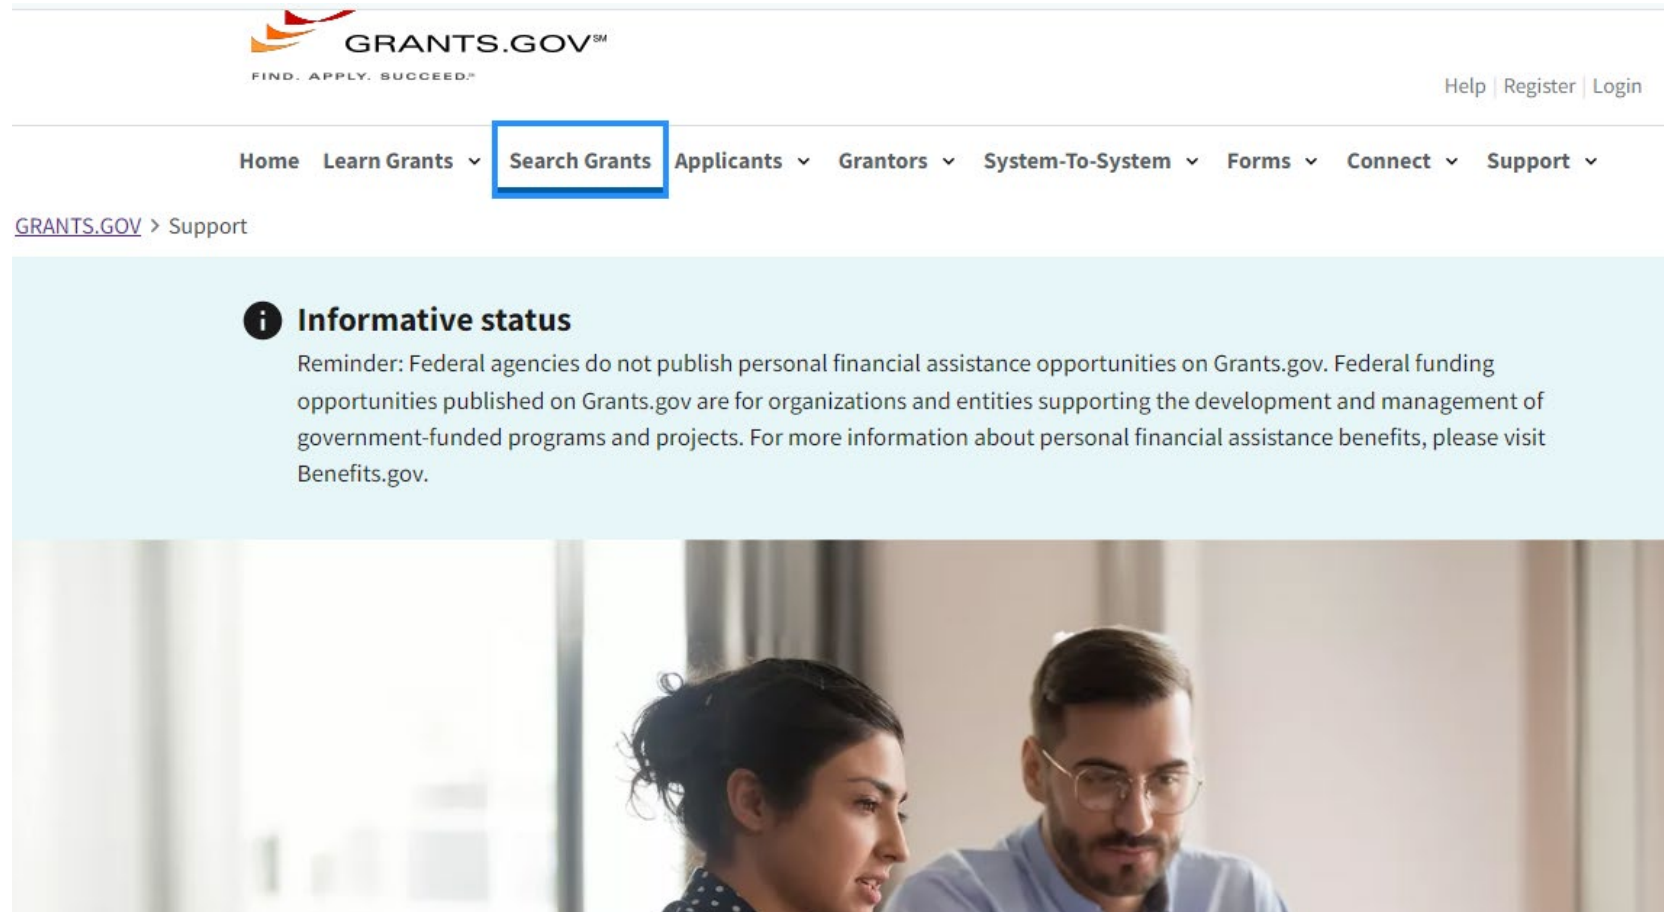 GRANTS.GOV℠
FIND. APPLY. SUCCEED.℠
Help | Register | Login
Home Learn Grants Search Grants Applicants Grantors System-To-System Forms Connect Support
GRANTS.GOV > Support
Informative status
Reminder: Federal agencies do not publish personal financial assistance opportunities on Grants.gov. Federal funding
opportunities published on Grants.gov are for organizations and entities supporting the development and management of
government-funded programs and projects. For more information about personal financial assistance benefits, please visit
Benefits.gov.